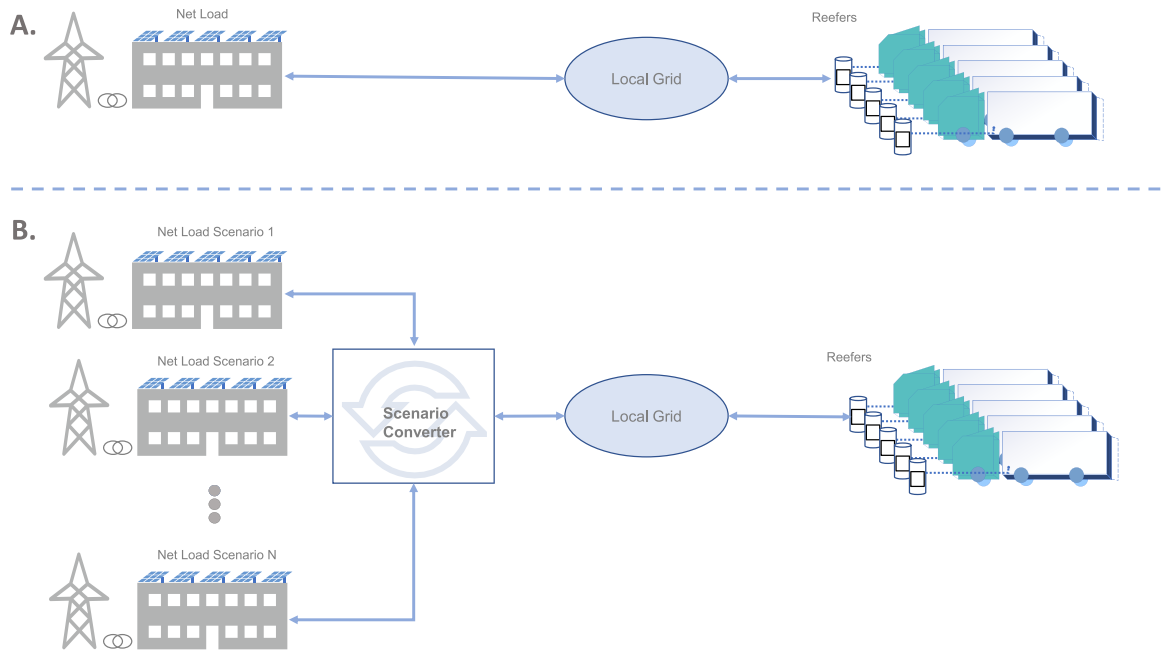 A.
Net Load
Reefers
Local Grid
B.
Net Load Scenario 1
Net Load Scenario 2
Reefers
Scenario
Converter
Local Grid
Net Load Scenario N